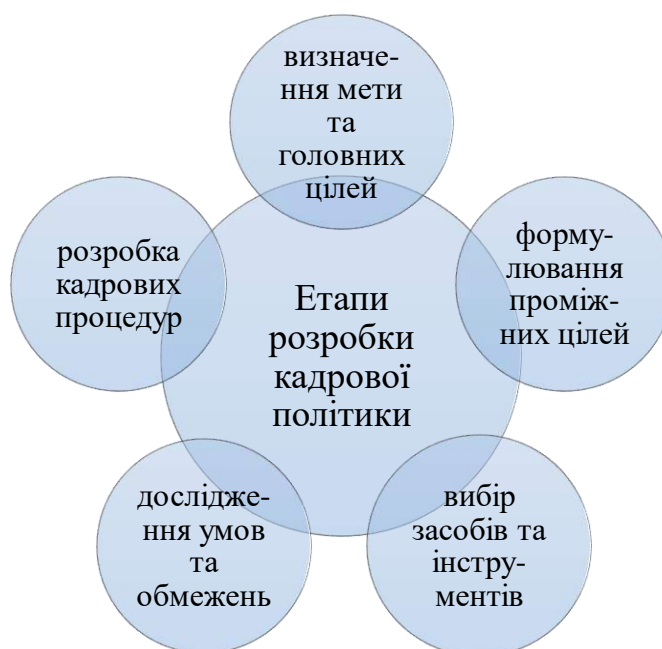 визначе-
ння мети
та
головних
цілей
форму-
лювання
проміж-
них цілей
вибір
засобів та
інстру-
ментів
дослідже-
ння умов
та
обмежень
розробка
кадрових
процедур
Етапи
розробки
кадрової
політики